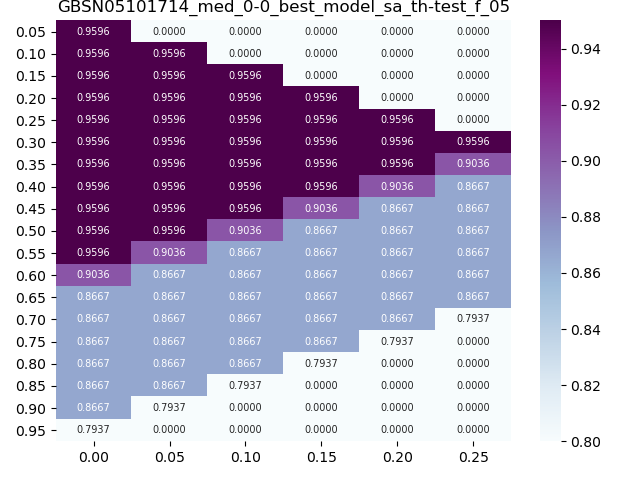 GBSN05101714_med_0-0_best_model_sa_th-test_f_05
0.05 0.9596 0.0000 0.0000 0.0000 0.0000 0.0000
0.10 0.9596 0.9596 0.0000 0.0000 0.0000 0.0000
0.15 0.9596 0.9596 0.9596 0.0000 0.0000 0.0000
0.20 0.9596 0.9596 0.9596 0.9596 0.0000 0.0000
0.25 0.9596 0.9596 0.9596 0.9596 0.9596 0.0000
0.30 0.9596 0.9596 0.9596 0.9596 0.9596 0.9596
0.35 0.9596 0.9596 0.9596 0.9596 0.9596 0.9036
0.40 0.9596 0.9596 0.9596 0.9596 0.9036 0.8667
0.45 0.9596 0.9596 0.9596 0.9036 0.8667 0.8667
0.50 0.9596 0.9596 0.9036 0.8667 0.8667 0.8667
0.55 0.9596 0.9036 0.8667 0.8667 0.8667 0.8667
0.60 0.9036 0.8667 0.8667 0.8667 0.8667 0.8667
0.65 0.8667 0.8667 0.8667 0.8667 0.8667 0.8667
0.70 0.8667 0.8667 0.8667 0.8667 0.8667 0.7937
0.75 0.8667 0.8667 0.8667 0.8667 0.7937 0.0000
0.80 0.8667 0.8667 0.8667 0.7937 0.0000 0.0000
0.85 0.8667 0.8667 0.7937 0.0000 0.0000 0.0000
0.90 0.8667 0.7937 0.0000 0.0000 0.0000 0.0000
0.95 0.7937 0.0000 0.0000 0.0000 0.0000 0.0000
0.00 0.05 0.10 0.15 0.20 0.25
0.94
0.92
0.90
0.88
0.86
0.84
0.82
0.80